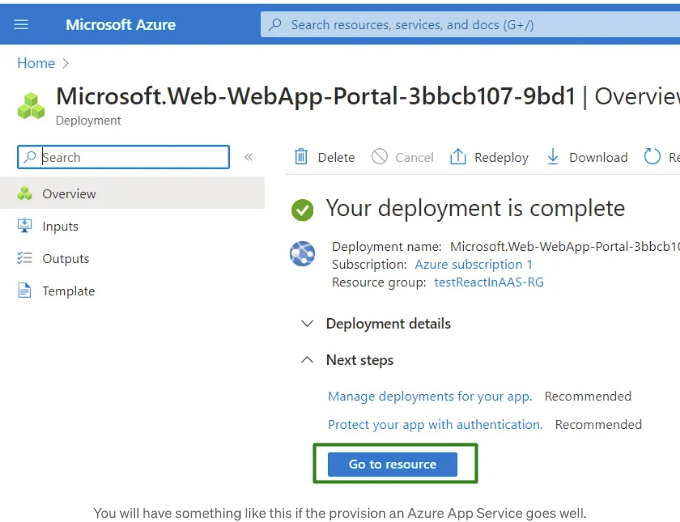 Microsoft Azure
Search resources, services, and docs (G+/)
Home >
Microsoft.Web-WebApp-Portal-3bbcb107-9bd1 | Overview
Deployment
Search
«
Delete
Cancel
Redeploy
Download
Re
Overview
Inputs
Outputs
Template
Your deployment is complete
Deployment name: Microsoft.Web-WebApp-Portal-3bbcb10
Subscription: Azure subscription 1
Resource group: testReactInAAS-RG
Deployment details
Next steps
Manage deployments for your app. Recommended
Protect your app with authentication. Recommended
Go to resource
You will have something like this if the provision an Azure App Service goes well.